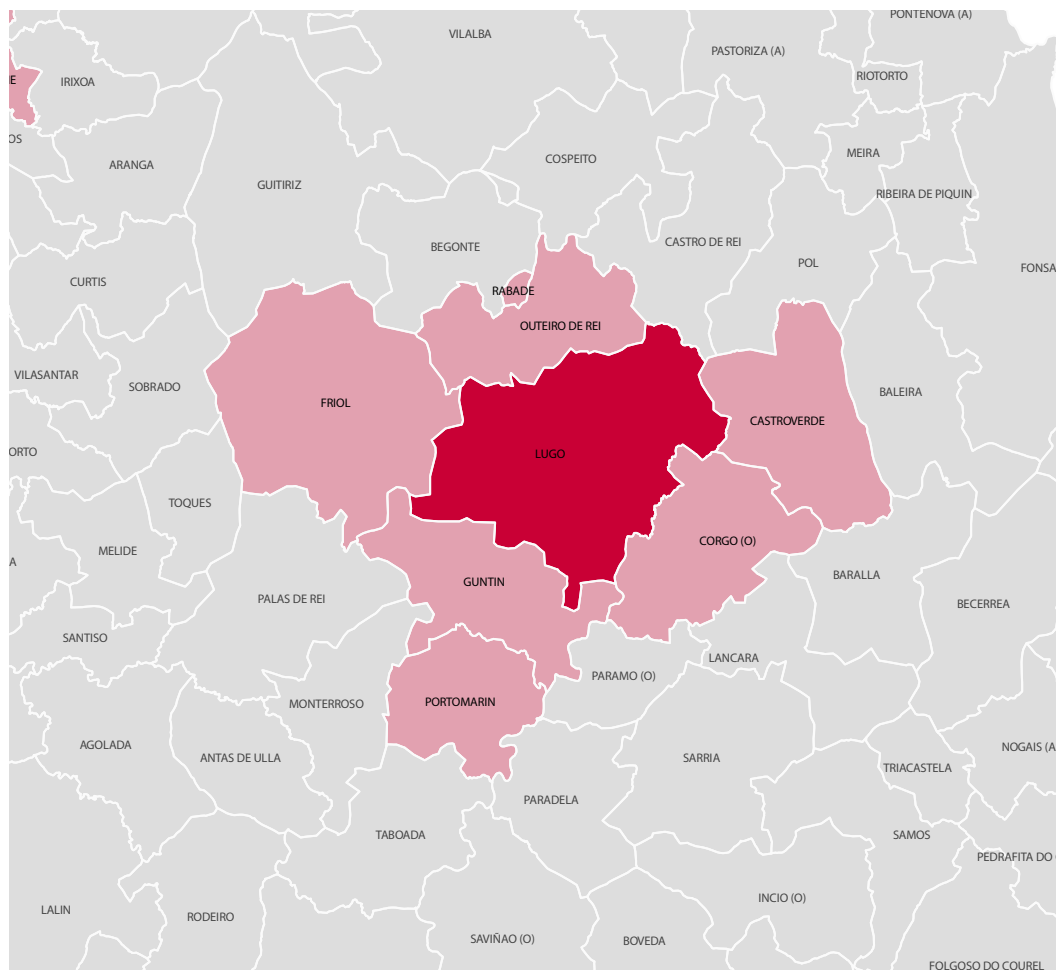 PONTENOVA (A)
VILALBA
PASTORIZA (A)
RIOTORTO
IRIXOA
OS
MEIRA
COSPEITO
ARANGA
GUITIRIZ
RIBEIRA DE PIQUIN
BEGONTE
CASTRO DE REI
POL
FONSA
CURTIS
RABADE
OUTEIRO DE REI
VILASANTAR
SOBRADO
BALEIRA
FRIOL
CASTROVERDE
ORTO
LUGO
TOQUES
CORGO (O)
MELIDE
A
BARALLA
GUNTIN
PALAS DE REI
BECERREA
SANTISO
LANCARA
PARAMO (O)
MONTERROSO
PORTOMARIN
AGOLADA
NOGAIS (A
ANTAS DE ULLA
SARRIA
TRIACASTELA
PARADELA
TABOADA
SAMOS
PEDRAFITA DO
INCIO (O)
LALIN
RODEIRO
SAVIÑAO (O)
BOVEDA
FOLGOSO DO COUREL